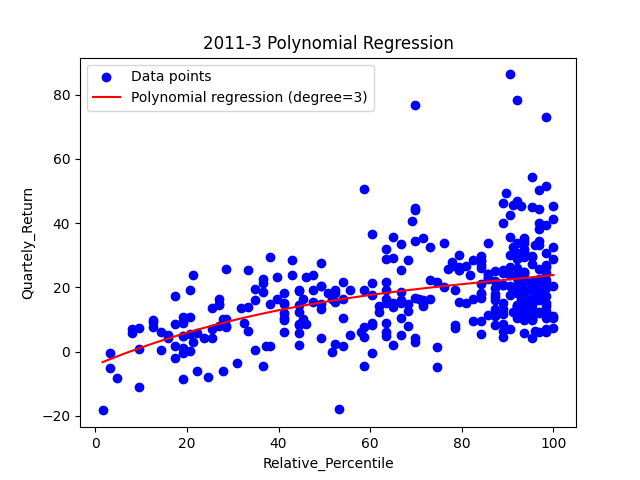 2011-3 Polynomial Regression
Data points
Polynomial regression (degree=3)
80
60
40
20
0
−20
Quartely_Return
0 20 40 60 80 100
Relative_Percentile